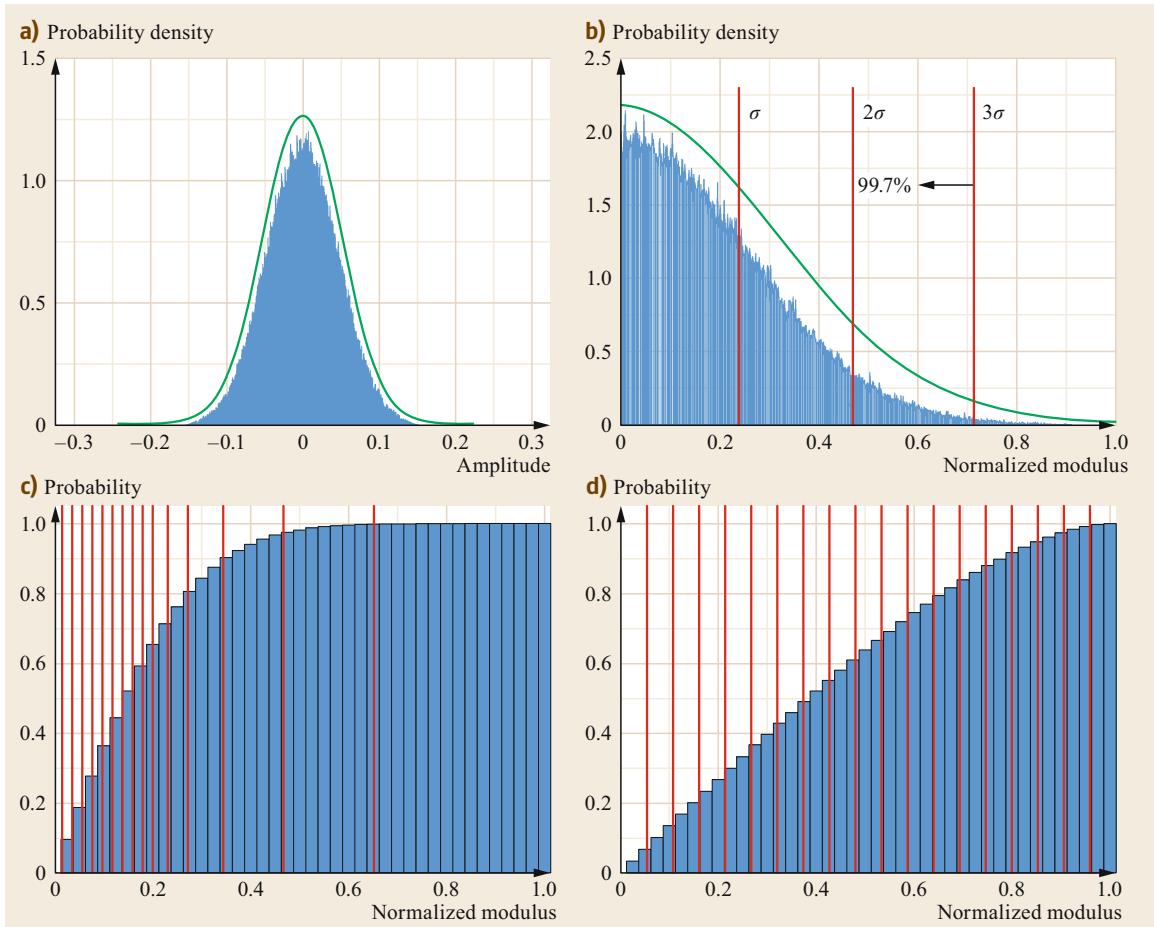 a) Probability density
1.5
1.0
0.5
0
−0.3 −0.2 −0.1 0 0.1 0.2 0.3
Amplitude
b) Probability density
2.5
2.0
1.5
1.0
0.5
0
σ 2σ 3σ
99.7%
0 0.2 0.4 0.6 0.8 1.0
Normalized modulus
c) Probability
1.0
0.8
0.6
0.4
0.2
0
0 0.2 0.4 0.6 0.8 1.0
Normalized modulus
d) Probability
1.0
0.8
0.6
0.4
0.2
0
0 0.2 0.4 0.6 0.8 1.0
Normalized modulus